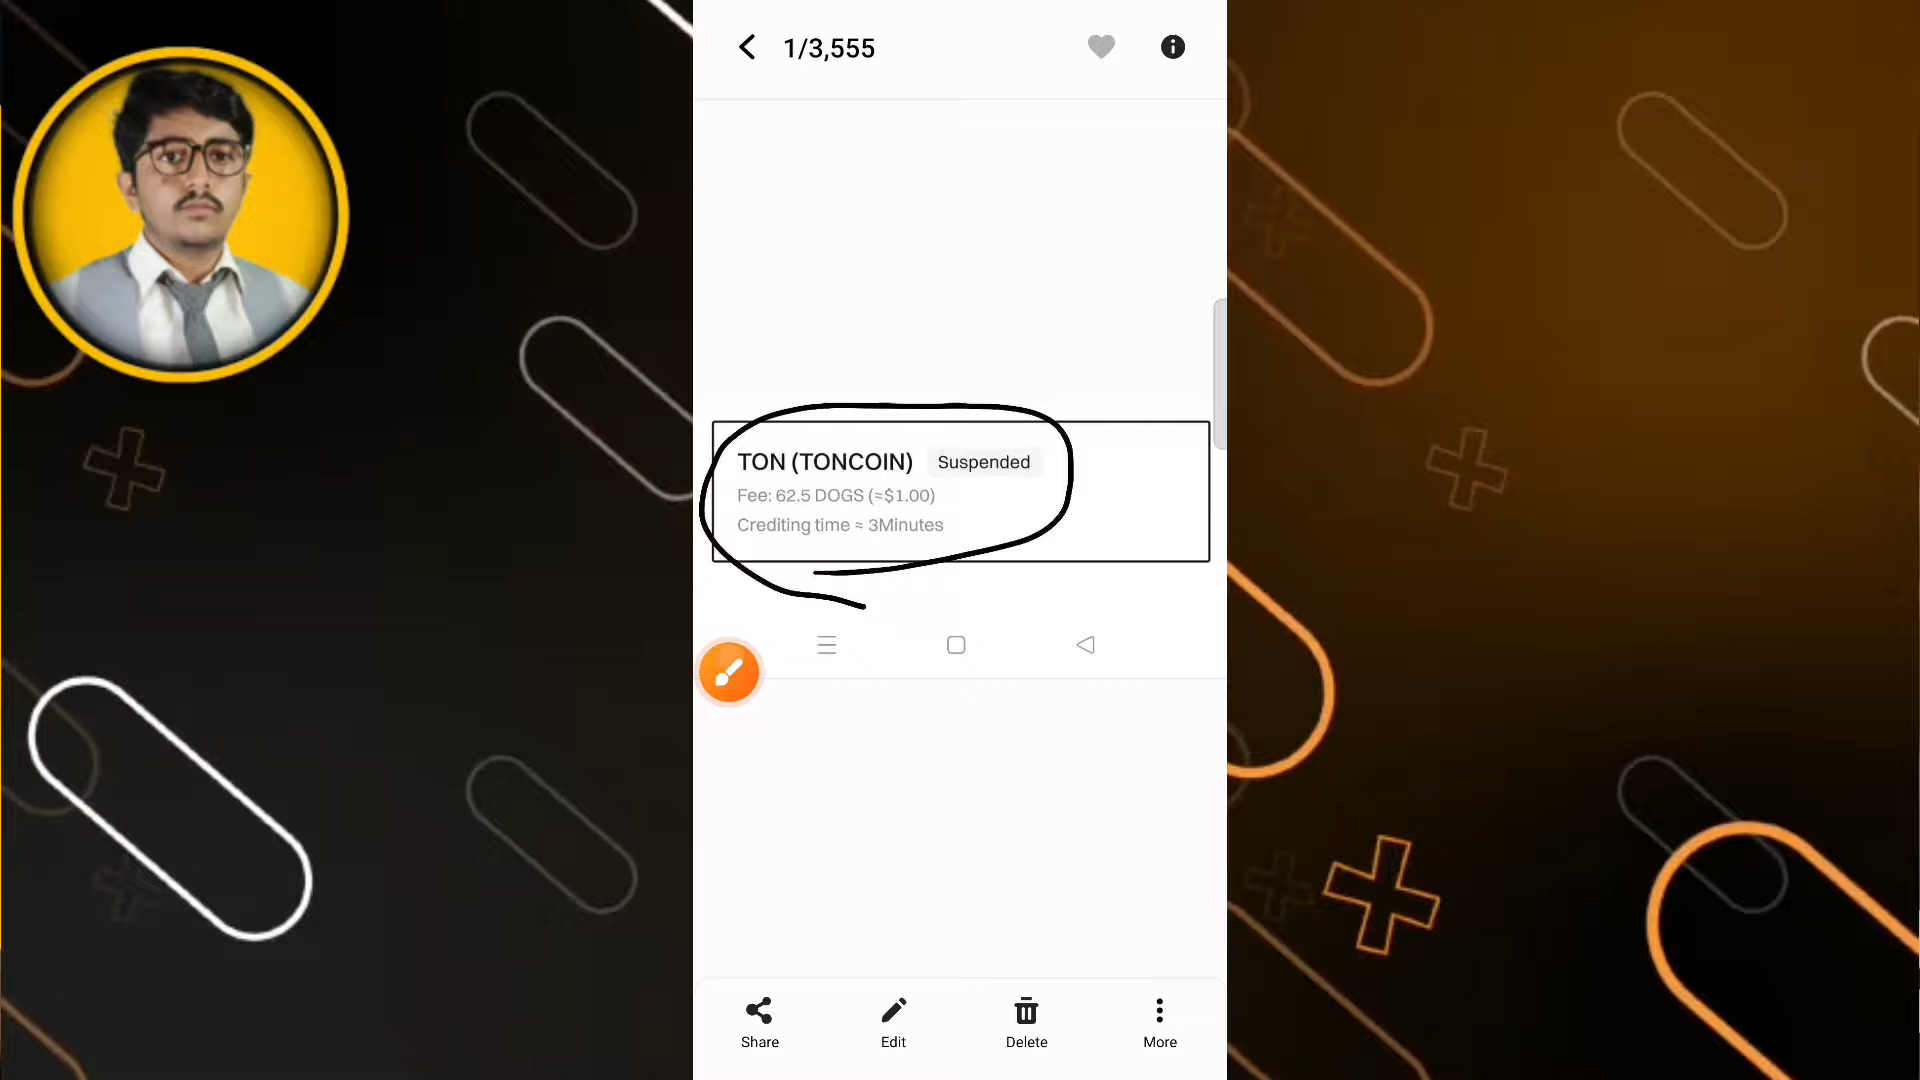 1/3,555
TON (TONCOIN) Suspended
Fee: 62.5 DOGS (≈$1.00)
Crediting time ≈ 3Minutes
Share Edit Delete More